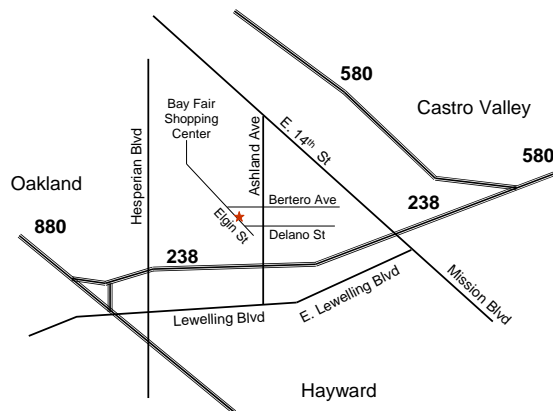 580
Castro Valley
Bay Fair
Shopping
Center
Hesperian Blvd
Ashland Ave
E. 14th St
580
Oakland
Bertero Ave
238
880
Elgin St
Delano St
238
Mission Blvd
E. Lewelling Blvd
Lewelling Blvd
Hayward